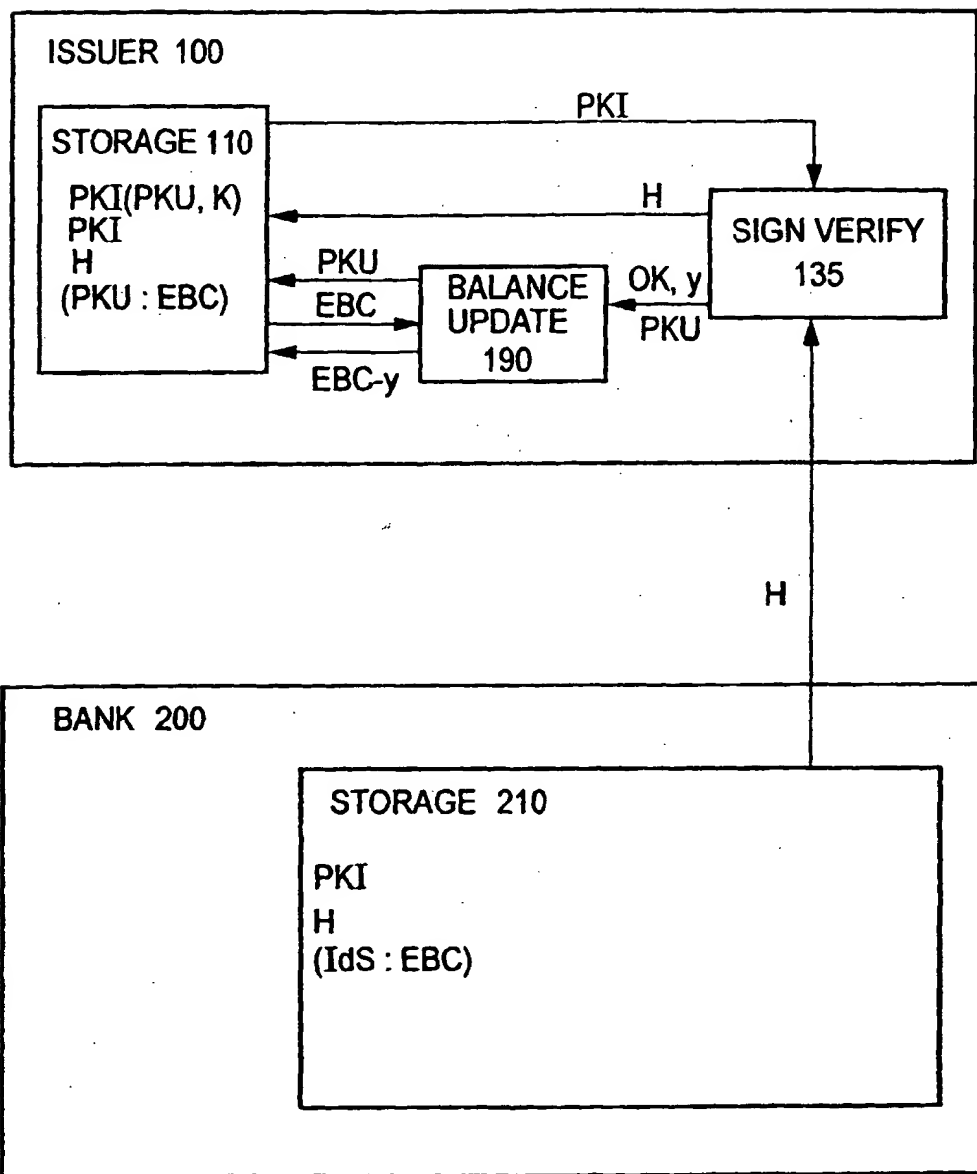 ISSUER 100
PKI
STORAGE 110
PKI(PKU, K)
PKI
H
(PKU : EBC)
H
SIGN VERIFY
135
PKU
EBC
EBC-y
BALANCE
UPDATE
190
OK, y
PKU
H
BANK 200
STORAGE 210
PKI
H
(IdS : EBC)